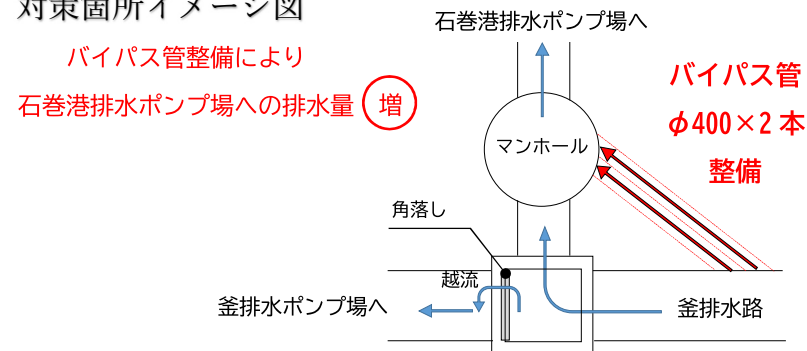 対策箇所イメージ図
バイパス管整備により
石巻港排水ポンプ場への排水量 増
石巻港排水ポンプ場へ
バイパス管
φ400×2本
整備
マンホール
角落し
越流
釜排水ポンプ場へ
釜排水路